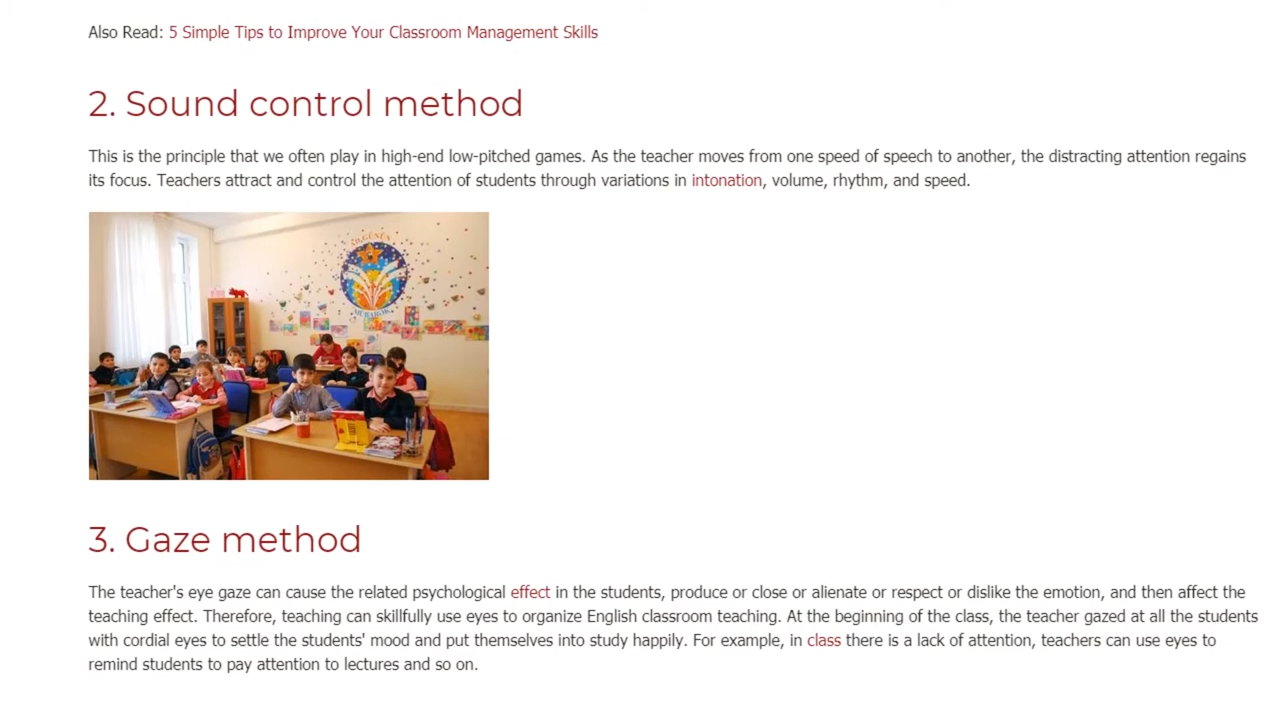 Also Read: 5 Simple Tips to Improve Your Classroom Management Skills
2. Sound control method
This is the principle that we often play in high-end low-pitched games. As the teacher moves from one speed of speech to another, the distracting attention regains
its focus. Teachers attract and control the attention of students through variations in intonation, volume, rhythm, and speed.
3. Gaze method
The teacher's eye gaze can cause the related psychological effect in the students, produce or close or alienate or respect or dislike the emotion, and then affect the
teaching effect. Therefore, teaching can skillfully use eyes to organize English classroom teaching. At the beginning of the class, the teacher gazed at all the students
with cordial eyes to settle the students' mood and put themselves into study happily. For example, in class there is a lack of attention, teachers can use eyes to
remind students to pay attention to lectures and so on.